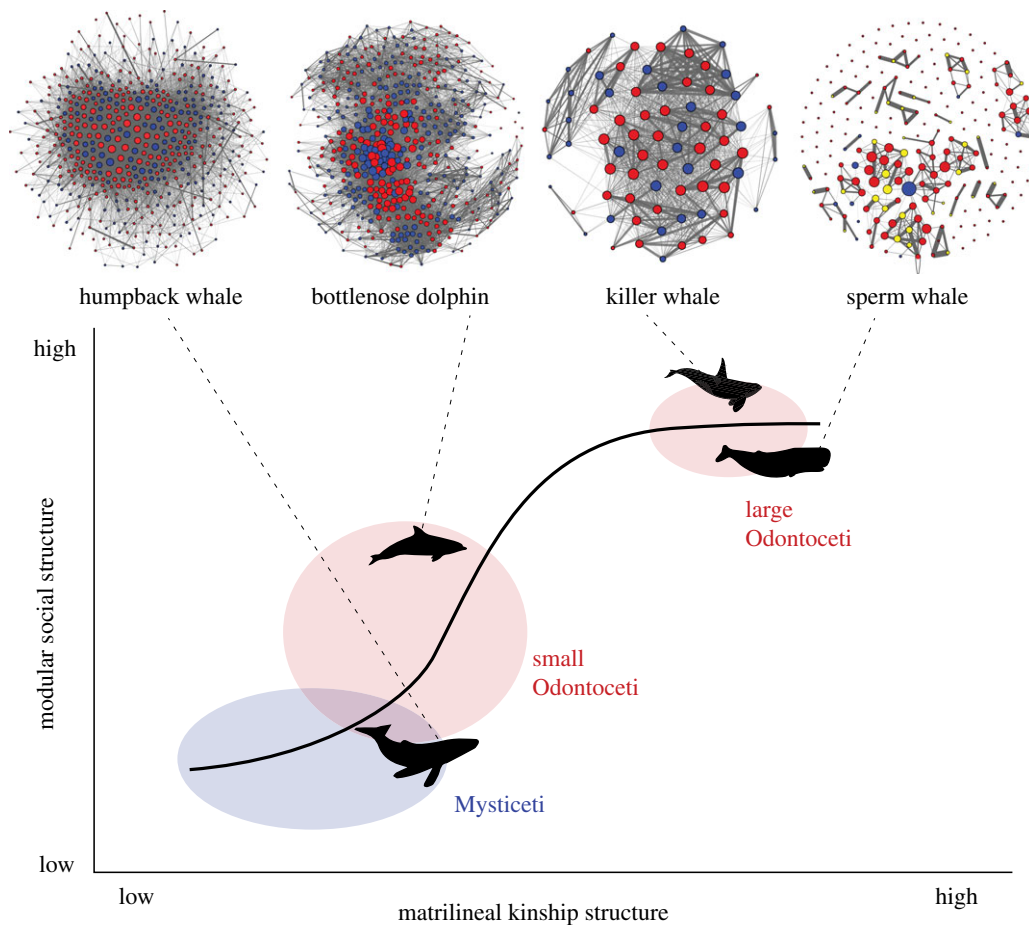 humpback whale
bottlenose dolphin
killer whale
sperm whale
high
modular social structure
large
Odontoceti
small
Odontoceti
Mysticeti
low
low
high
matrilineal kinship structure